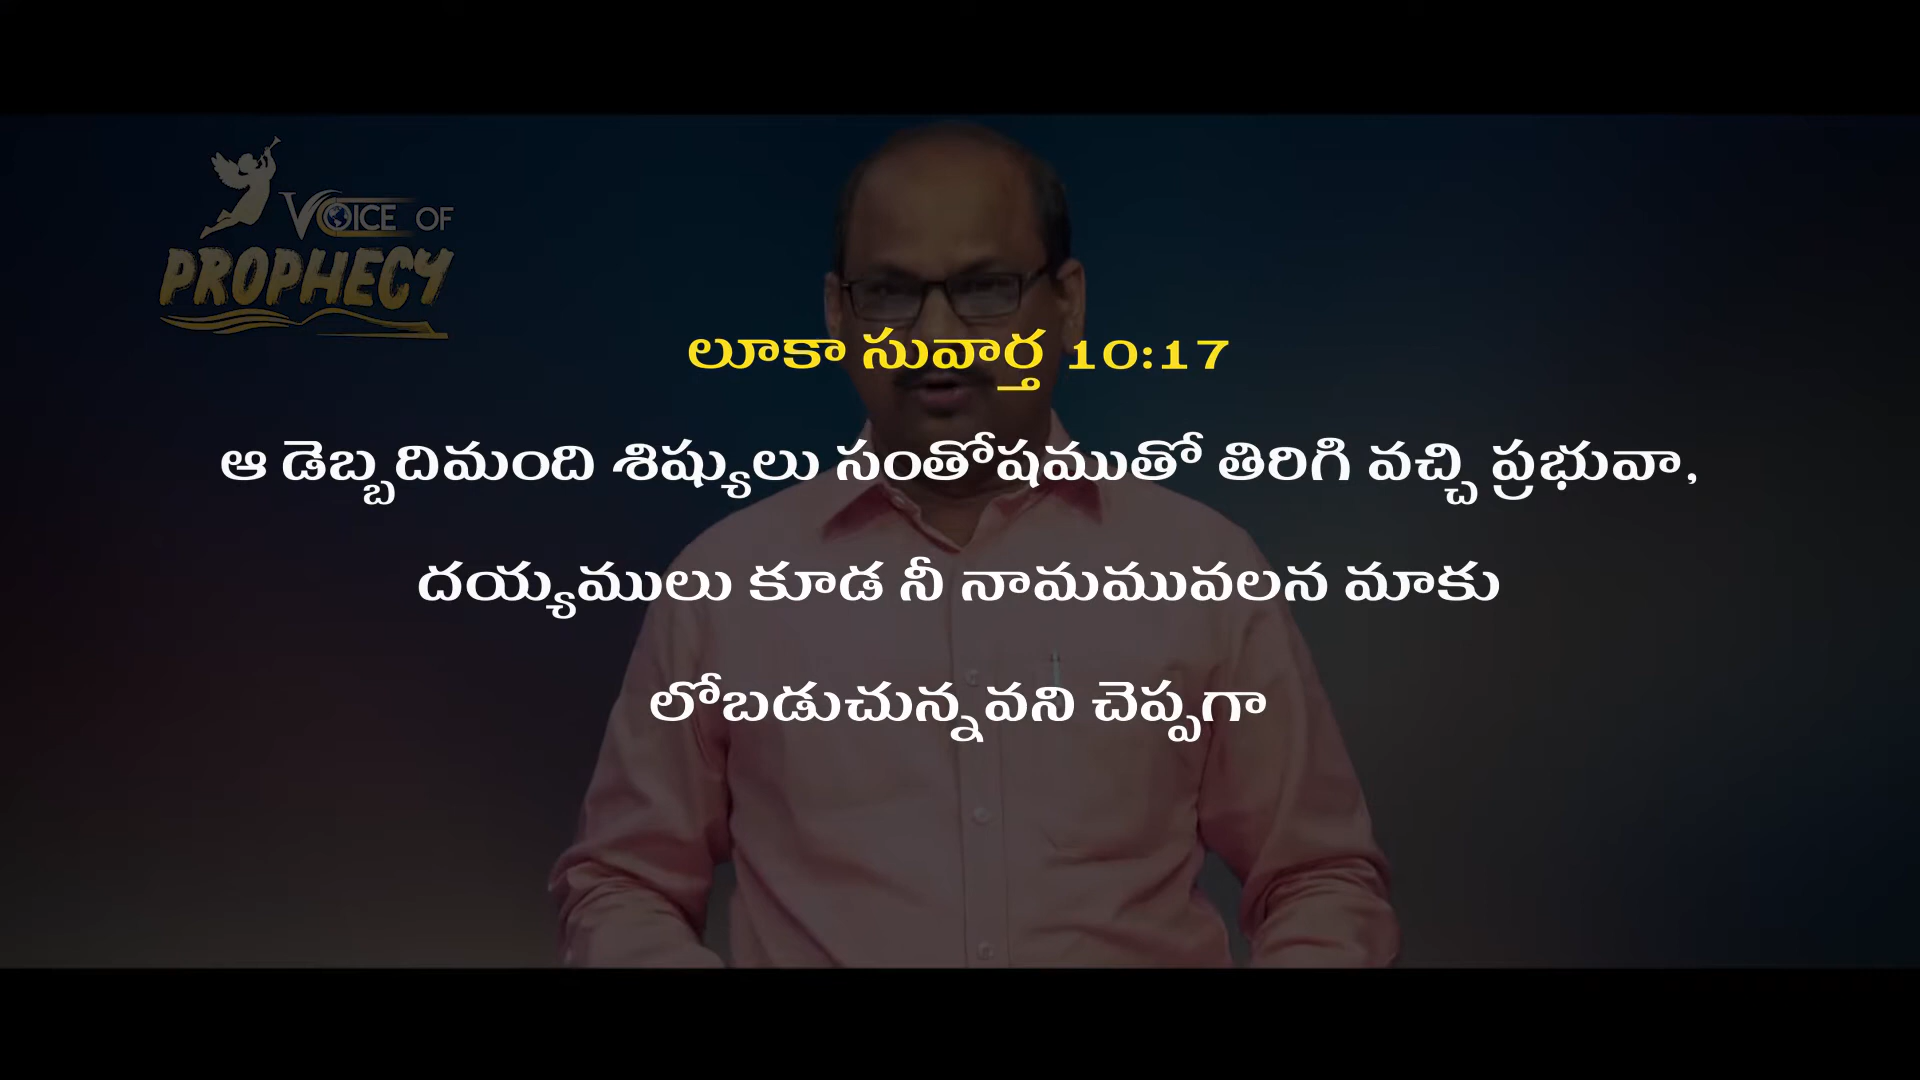 VOICE OF
PROPHECY
లూకా సువార్త 10:17
ఆ డెబ్బదిమంది శిష్యులు సంతోషముతో తిరిగి వచ్చి ప్రభువా,
దయ్యములు కూడ నీ నామమువలన మాకు
లోబడుచున్నవని చెప్పగా